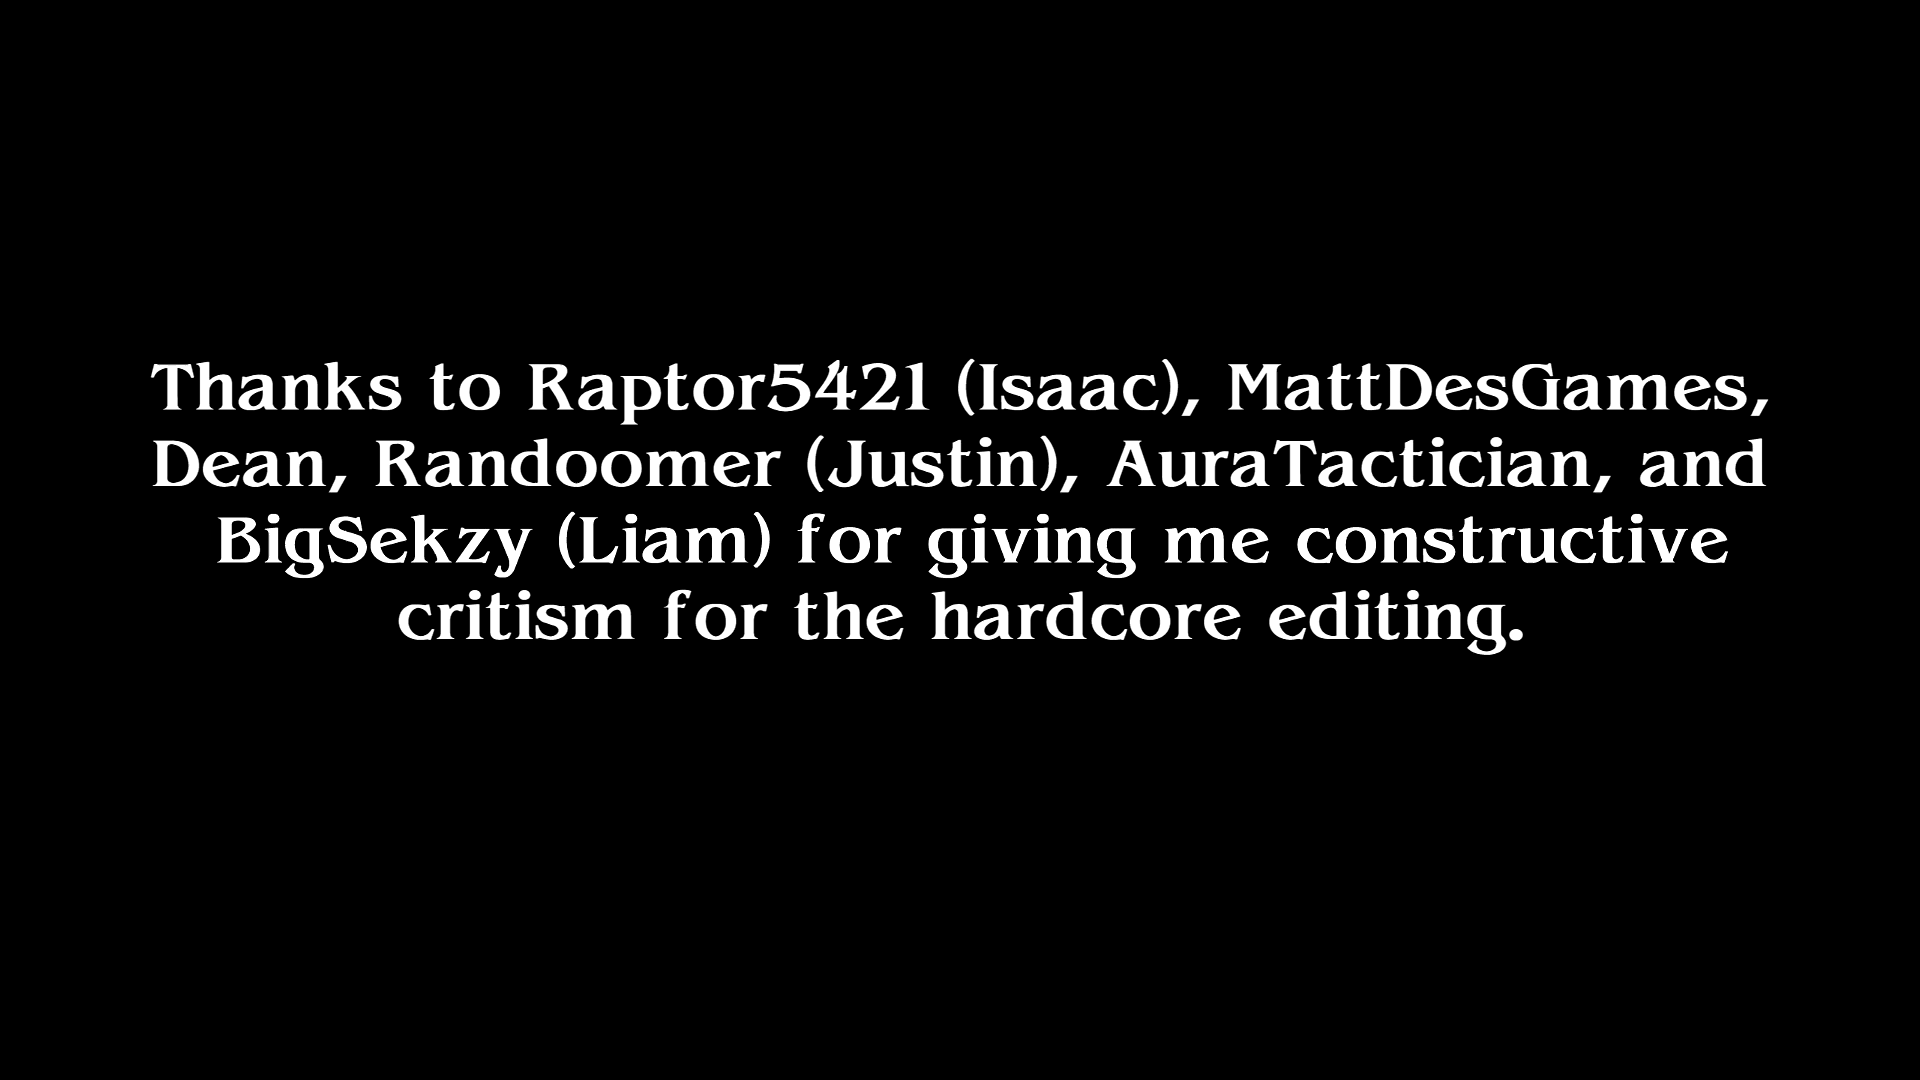 Thanks to Raptor5421 (Isaac), MattDesGames,
Dean, Randoomer (Justin), AuraTactician, and
BigSekzy (Liam) for giving me constructive
critism for the hardcore editing.